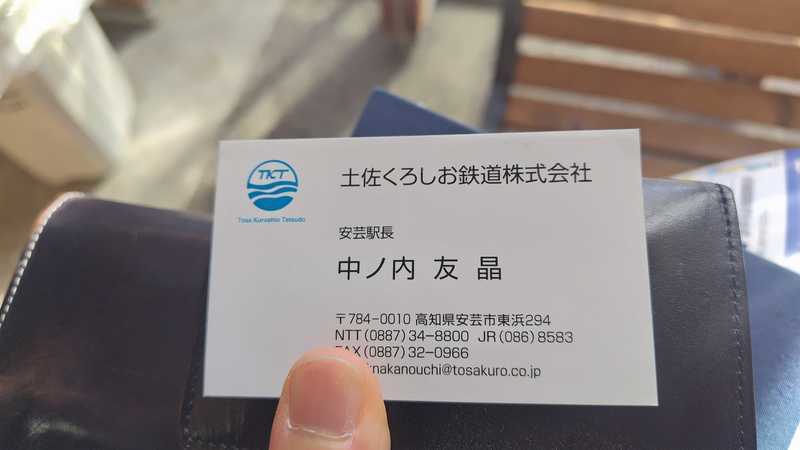 TKT
Tosa Kuroshio Tetsudo
土佐くろしお鉄道株式会社
安芸駅長
中ノ内 友 晶
〒784-0010 高知県安芸市東浜294
NTT(0887)34-8800 JR(086)8583
FAX(0887)32-0966
nakanouchi@tosakuro.co.jp